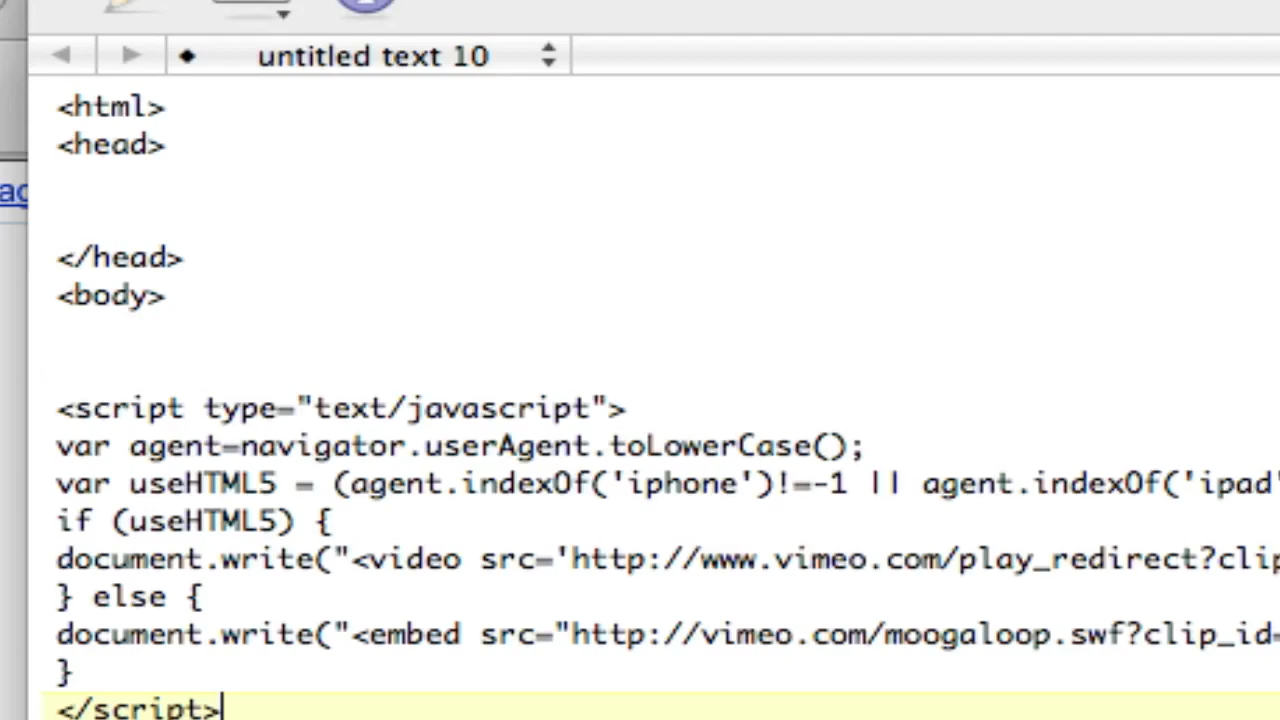 untitled text 10
<html>
<head>
ac
</head>
<body>
<script type="text/javascript">
var agent=navigator.userAgent.toLowerCase();
var useHTML5 = (agent.indexOf('iphone')!=-1 || agent.indexOf('ipad'
if (useHTML5) {
document.write("<video src='http://www.vimeo.com/play_redirect?clip
} else {
document.write("<embed src="http://vimeo.com/moogaloop.swf?clip_id=
}
</script>